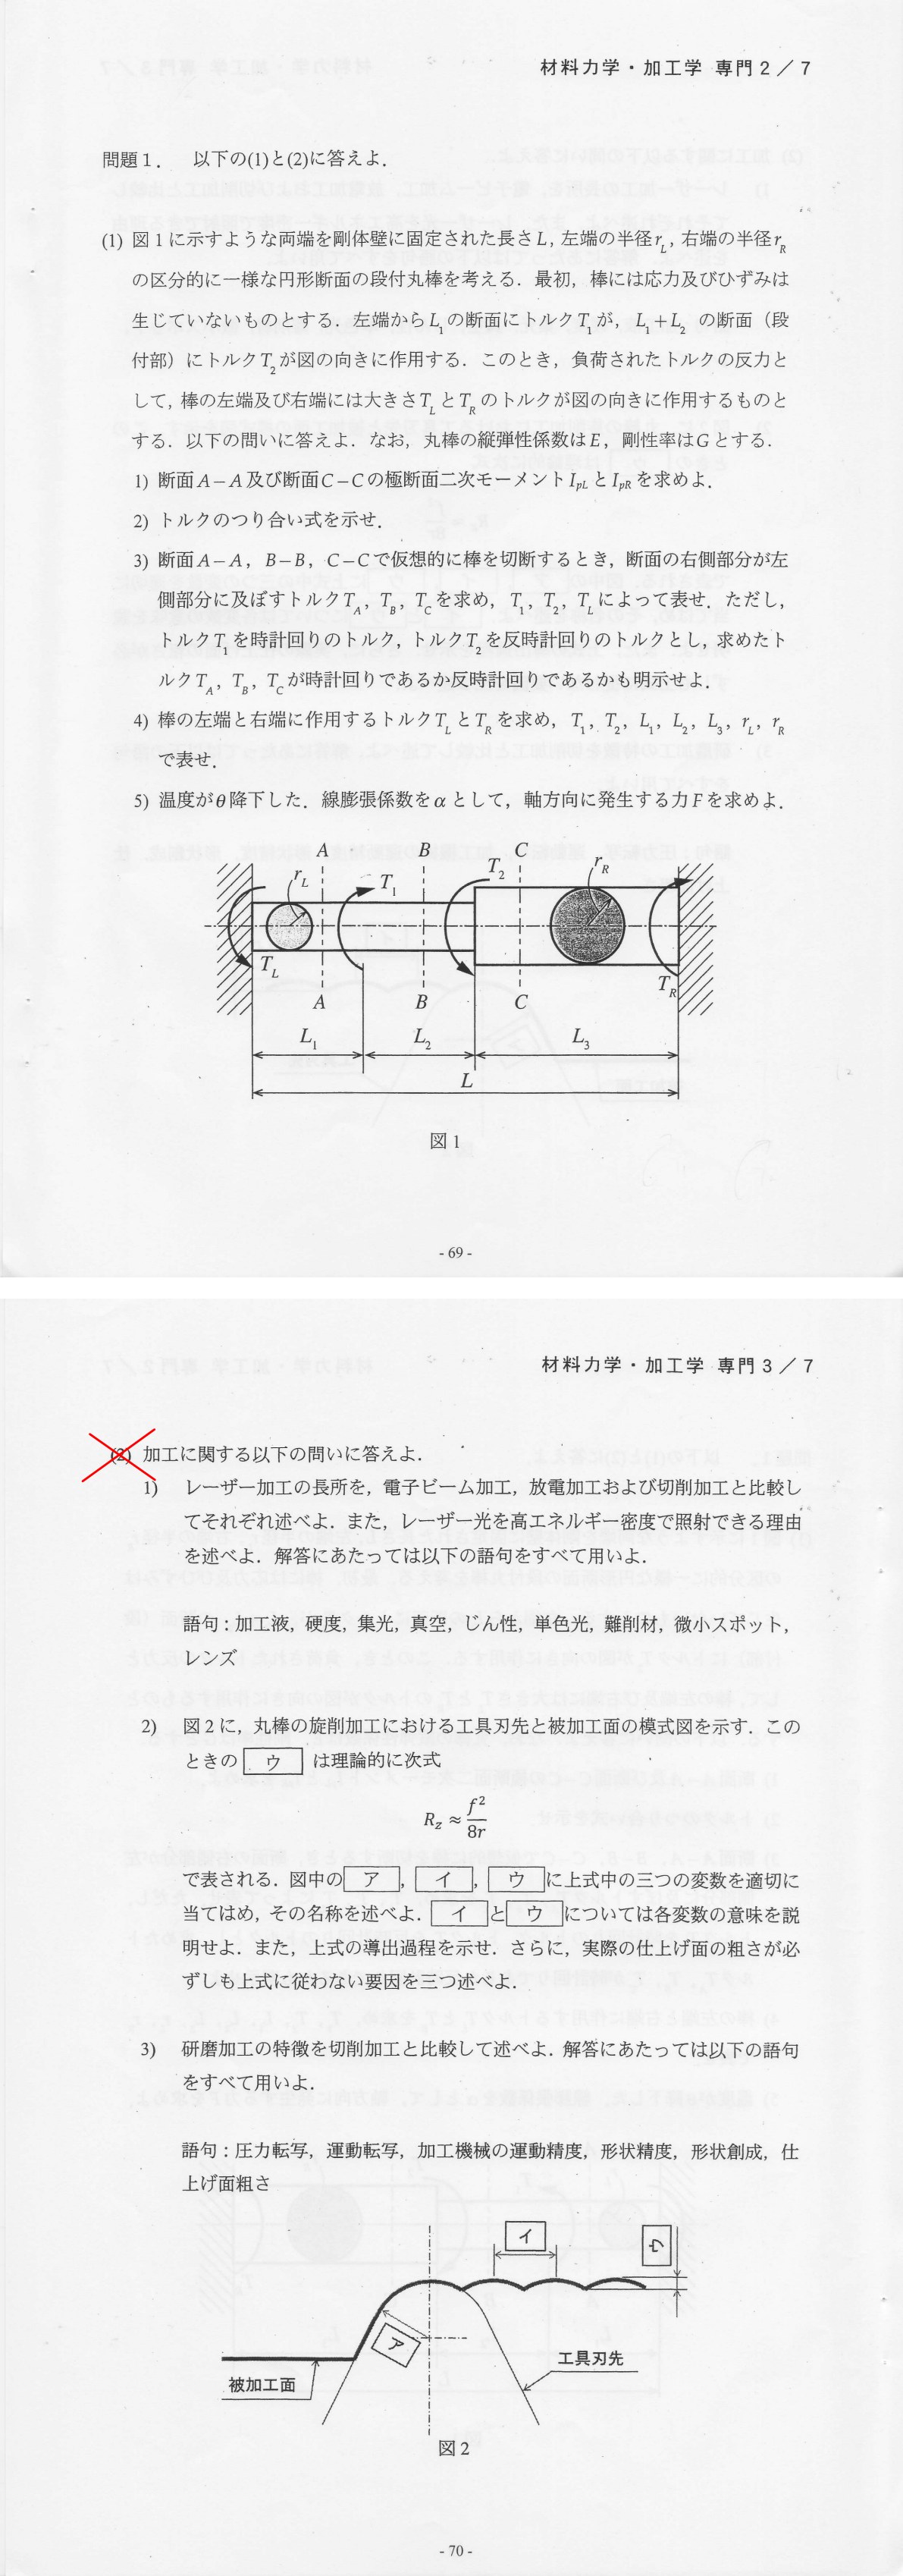 材料力学・加工学 専門2／7
問題1．　以下の(1)と(2)に答えよ．
(1) 図1に示すような両端を剛体壁に固定された長さL, 左端の半径r_L, 右端の半径r_R
の区分的に一様な円形断面の段付丸棒を考える．最初，棒には応力及びひずみは
生じていないものとする．左端からL_1の断面にトルクT_1が，L_1+L_2 の断面（段
付部）にトルクT_2が図の向きに作用する．このとき，負荷されたトルクの反力と
して，棒の左端及び右端には大きさT_LとT_Rのトルクが図の向きに作用するものと
する．以下の問いに答えよ．なお，丸棒の縦弾性係数はE，剛性率はGとする．
1) 断面A－A及び断面C－Cの極断面二次モーメントI_pLとI_pRを求めよ．
2) トルクのつり合い式を示せ．
3) 断面A－A，B－B，C－Cで仮想的に棒を切断するとき，断面の右側部分が左
側部分に及ぼすトルクT_A，T_B，T_Cを求め，T_1，T_2，T_Lによって表せ．ただし，
トルクT_1を時計回りのトルク，トルクT_2を反時計回りのトルクとし，求めたト
ルクT_A，T_B，T_Cが時計回りであるか反時計回りであるかも明示せよ．
4) 棒の左端と右端に作用するトルクT_LとT_Rを求め，T_1，T_2，L_1，L_2，L_3，r_L，r_R
で表せ．
5) 温度がθ降下した．線膨張係数をαとして，軸方向に発生する力Fを求めよ．
A B C
r_L T_1 T_2 r_R
T_L T_R
A B C
L_1 L_2 L_3
L
図1
- 69 -
材料力学・加工学 専門3／7
(2) 加工に関する以下の問いに答えよ．
1) レーザー加工の長所を，電子ビーム加工，放電加工および切削加工と比較し
てそれぞれ述べよ．また，レーザー光を高エネルギー密度で照射できる理由
を述べよ．解答にあたっては以下の語句をすべて用いよ．
語句：加工液，硬度，集光，真空，じん性，単色光，難削材，微小スポット，
レンズ
2) 図2に，丸棒の旋削加工における工具刃先と被加工面の模式図を示す．この
ときの ウ は理論的に次式
R_z ≈ f^2/8r
で表される．図中の ア ， イ ， ウ に上式中の三つの変数を適切に
当てはめ，その名称を述べよ． イ と ウ については各変数の意味を説
明せよ．また，上式の導出過程を示せ．さらに，実際の仕上げ面の粗さが必
ずしも上式に従わない要因を三つ述べよ．
3) 研磨加工の特徴を切削加工と比較して述べよ．解答にあたっては以下の語句
をすべて用いよ．
語句：圧力転写，運動転写，加工機械の運動精度，形状精度，形状創成，仕
上げ面粗さ
イ
ウ
ア
工具刃先
被加工面
図2
- 70 -